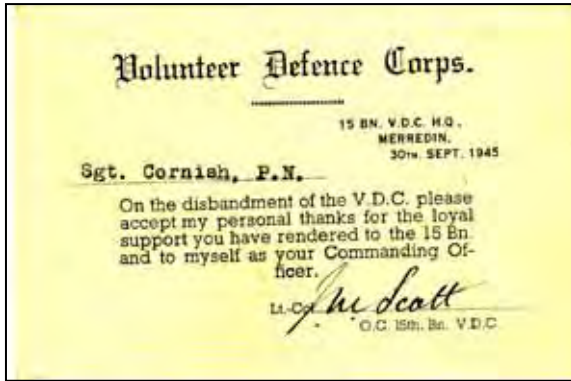 Volunteer Defence Corps.
15 BN. V.D.C. H.Q.,
MERREDIN,
30TH. SEPT. 1945
Sgt. Cornish, P.N.
On the disbandment of the V.D.C. please
accept my personal thanks for the loyal
support you have rendered to the 15 Bn.
and to myself as your Commanding Of-
ficer.
Lt.-Col. Scott
O.C. 15th. Bn. V.D.C.